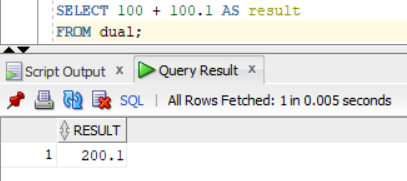 SELECT 100 + 100.1 AS result
FROM dual;
Script Output x Query Result x
SQL | All Rows Fetched: 1 in 0.005 seconds
RESULT
1 200.1